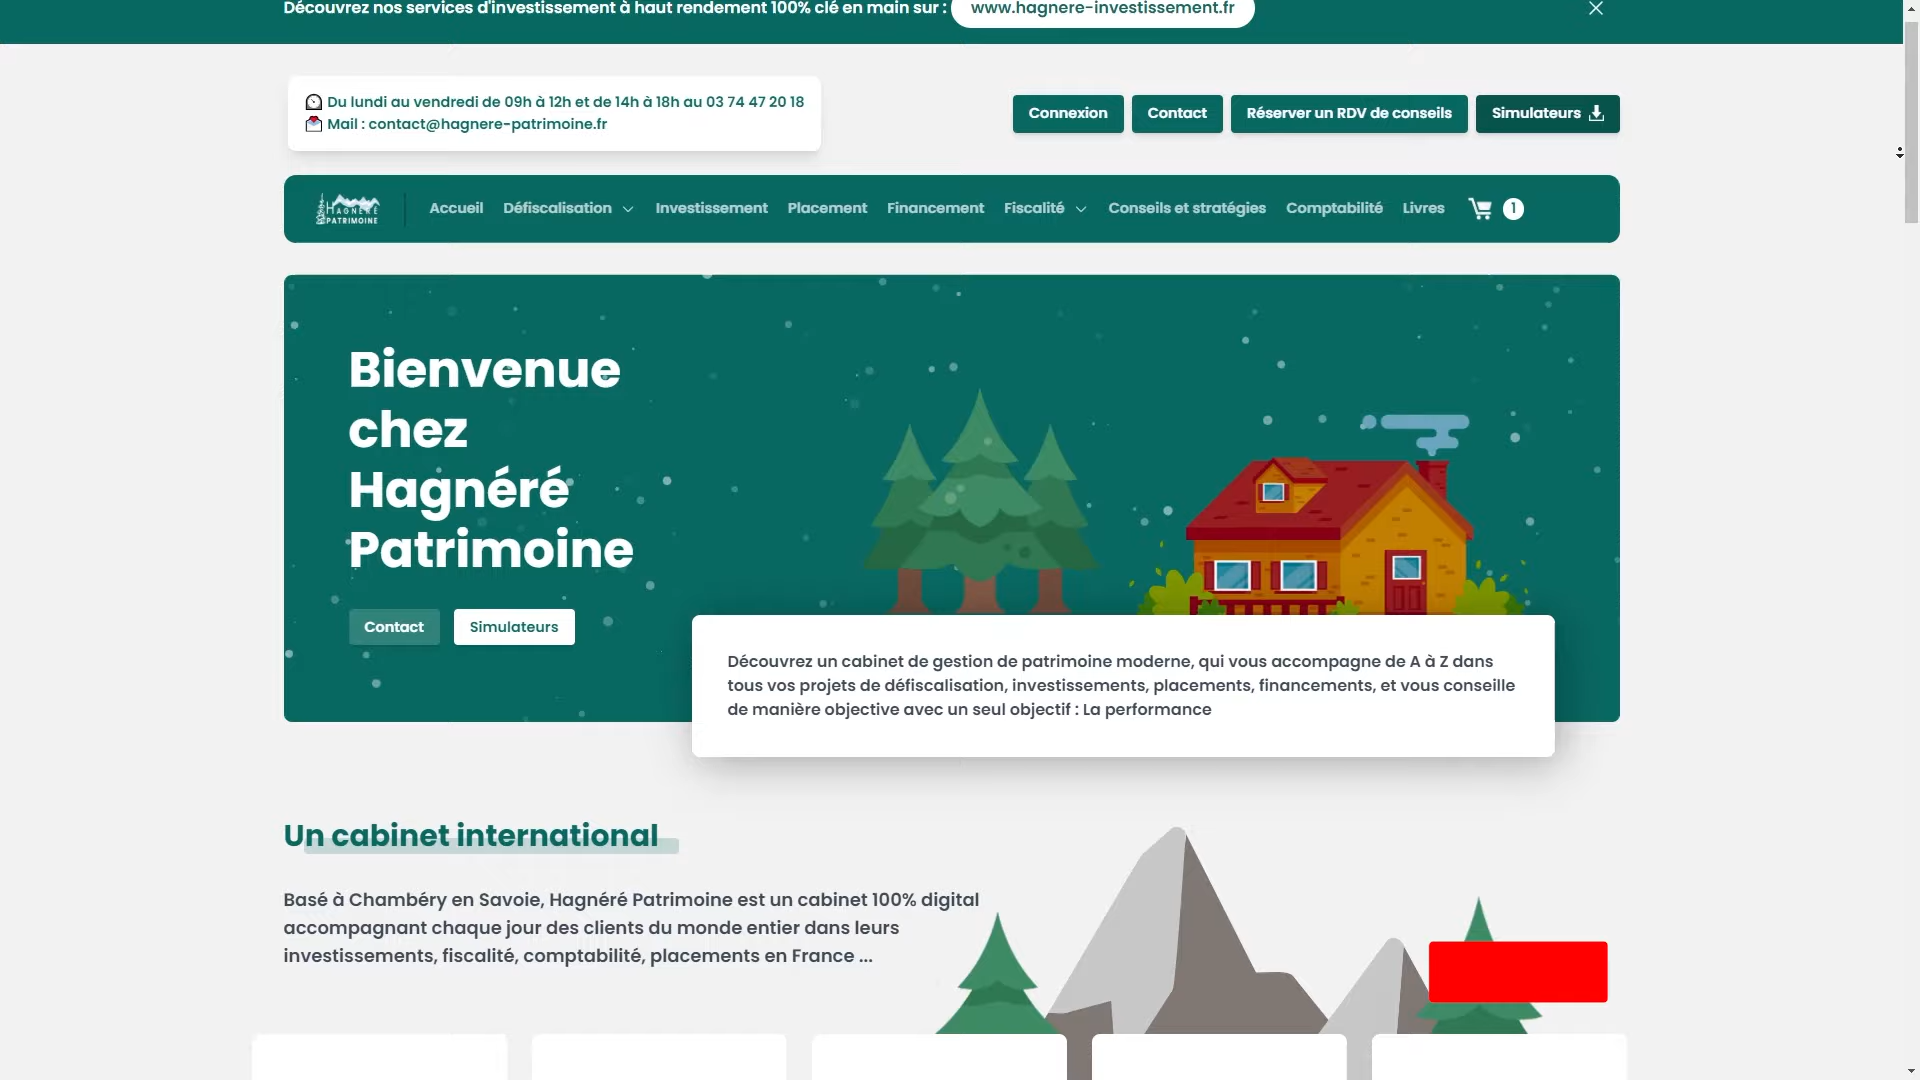 Découvrez nos services d'investissement à haut rendement 100% clé en main sur : www.hagnere-investissement.fr
Du lundi au vendredi de 09h à 12h et de 14h à 18h au 03 74 47 20 18
Mail : contact@hagnere-patrimoine.fr
Connexion Contact Réserver un RDV de conseils Simulateurs
HAGNÉRÉ
PATRIMOINE
Accueil Défiscalisation Investissement Placement Financement Fiscalité Conseils et stratégies Comptabilité Livres 1
Bienvenue
chez
Hagnéré
Patrimoine
Contact Simulateurs
Découvrez un cabinet de gestion de patrimoine moderne, qui vous accompagne de A à Z dans
tous vos projets de défiscalisation, investissements, placements, financements, et vous conseille
de manière objective avec un seul objectif : La performance
Un cabinet international
Basé à Chambéry en Savoie, Hagnéré Patrimoine est un cabinet 100% digital
accompagnant chaque jour des clients du monde entier dans leurs
investissements, fiscalité, comptabilité, placements en France ...